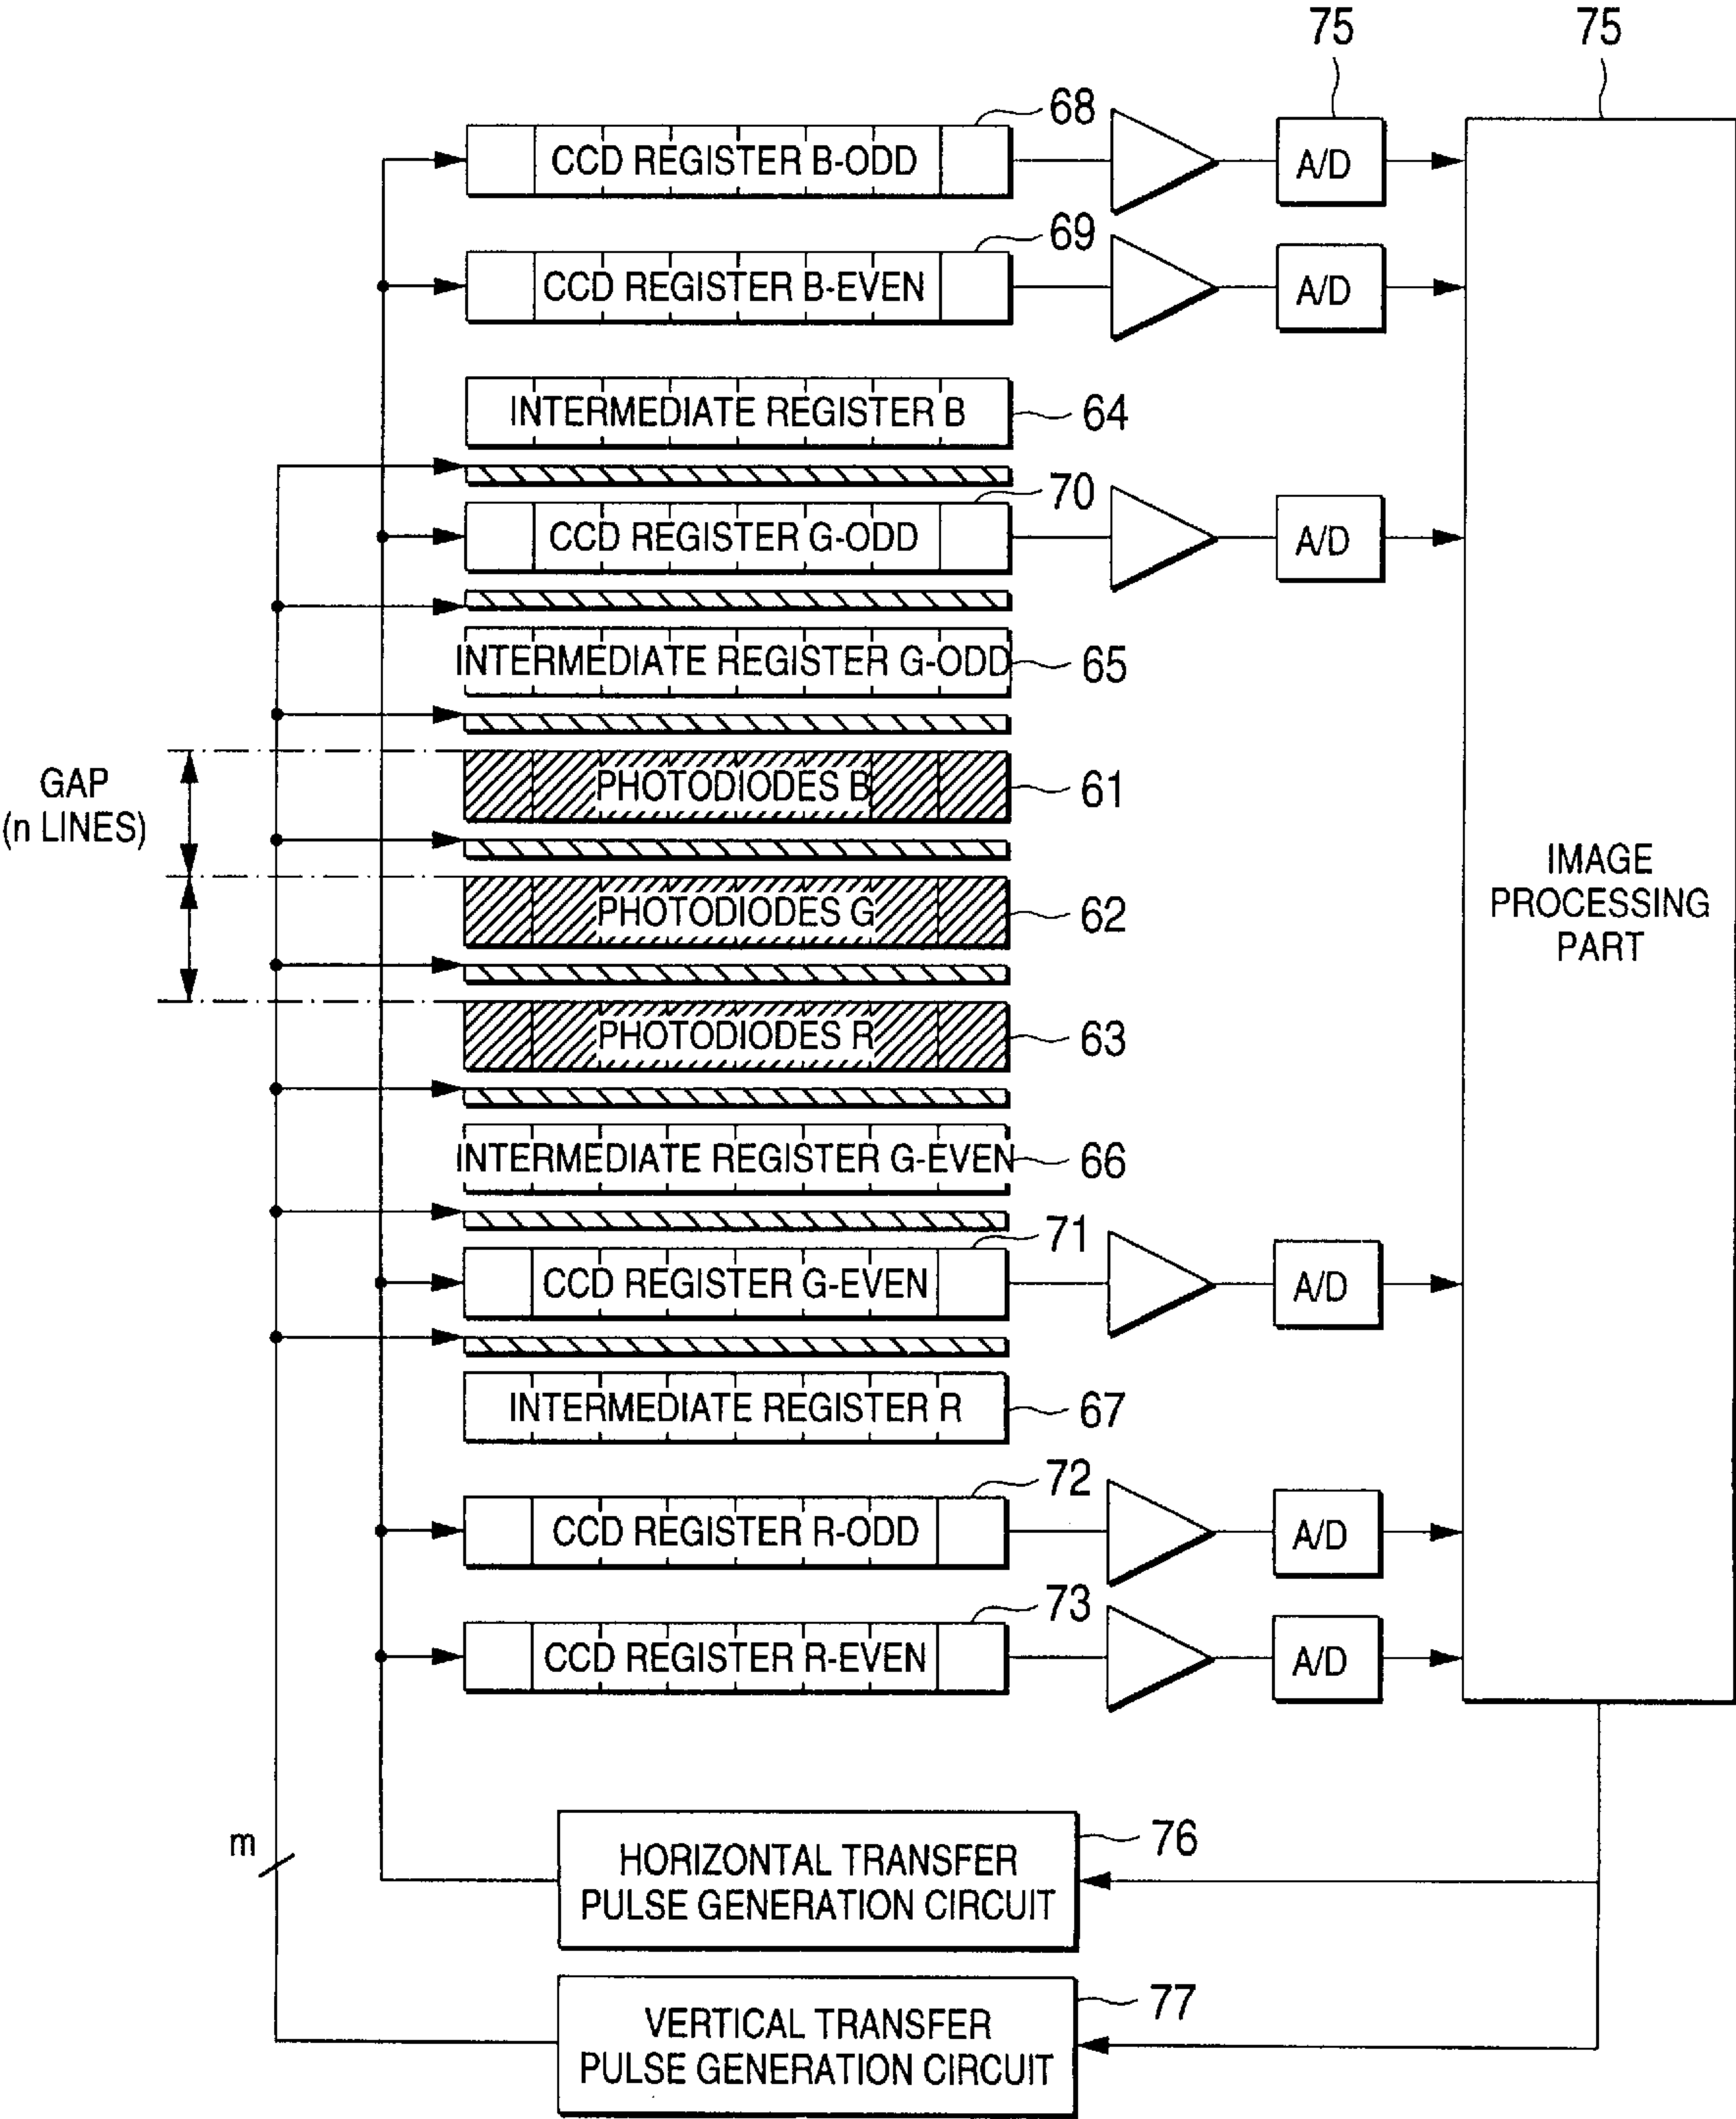 75
75
68
CCD REGISTER B-ODD
A/D
69
CCD REGISTER B-EVEN
A/D
INTERMEDIATE REGISTER B
64
70
CCD REGISTER G-ODD
A/D
INTERMEDIATE REGISTER G-ODD
65
GAP
(n LINES)
PHOTODIODES B
61
PHOTODIODES G
62
IMAGE
PROCESSING
PART
PHOTODIODES R
63
INTERMEDIATE REGISTER G-EVEN
66
71
CCD REGISTER G-EVEN
A/D
INTERMEDIATE REGISTER R
67
72
CCD REGISTER R-ODD
A/D
73
CCD REGISTER R-EVEN
A/D
m
HORIZONTAL TRANSFER
PULSE GENERATION CIRCUIT
76
VERTICAL TRANSFER
PULSE GENERATION CIRCUIT
77